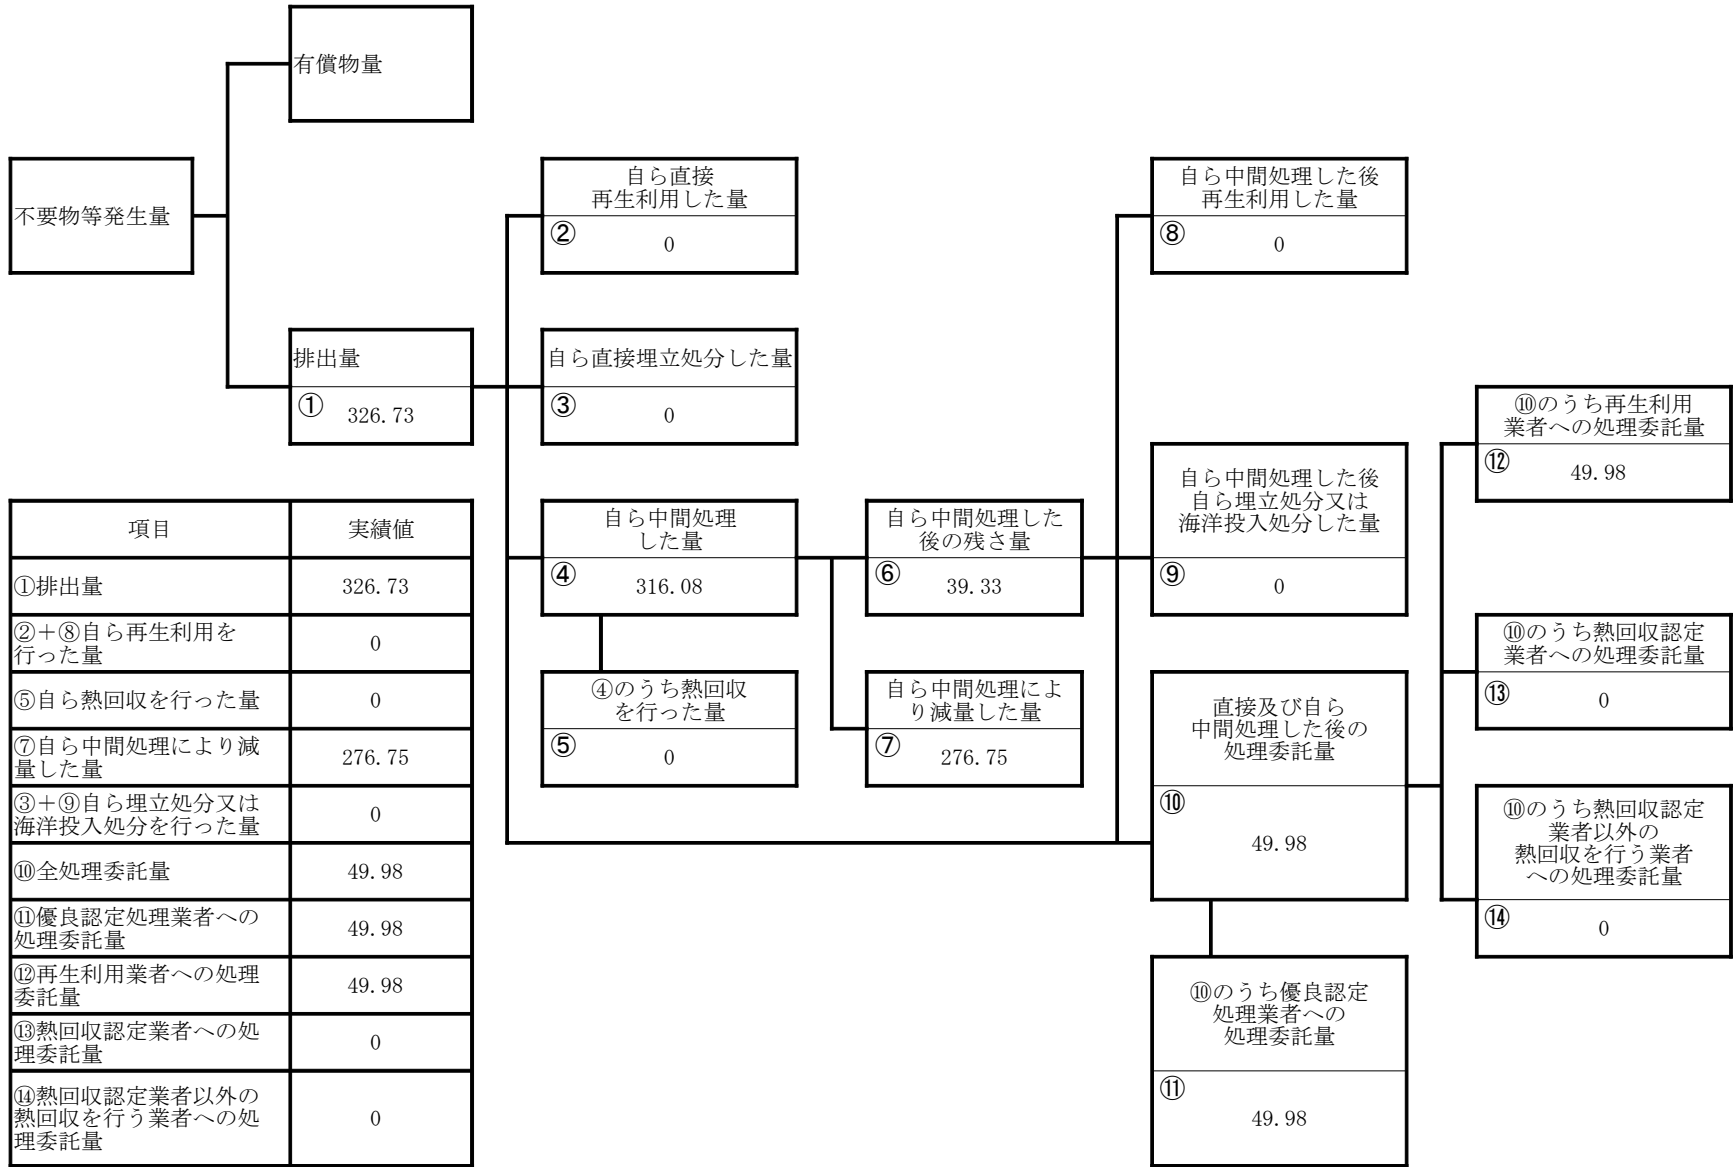 有償物量
不要物等発生量
排出量
① 326.73
自ら直接
再生利用した量
② 0
自ら直接埋立処分した量
③ 0
自ら中間処理
した量
④ 316.08
④のうち熱回収
を行った量
⑤ 0
自ら中間処理した
後の残さ量
⑥ 39.33
自ら中間処理によ
り減量した量
⑦ 276.75
自ら中間処理した後
再生利用した量
⑧ 0
自ら中間処理した後
自ら埋立処分又は
海洋投入処分した量
⑨ 0
直接及び自ら
中間処理した後の
処理委託量
⑩
49.98
⑩のうち優良認定
処理業者への
処理委託量
⑪
49.98
⑩のうち再生利用
業者への処理委託量
⑫ 49.98
⑩のうち熱回収認定
業者への処理委託量
⑬ 0
⑩のうち熱回収認定
業者以外の
熱回収を行う業者
への処理委託量
⑭ 0
項目 実績値
①排出量 326.73
②+⑧自ら再生利用を
行った量 0
⑤自ら熱回収を行った量 0
⑦自ら中間処理により減
量した量 276.75
③+⑨自ら埋立処分又は
海洋投入処分を行った量 0
⑩全処理委託量 49.98
⑪優良認定処理業者への
処理委託量 49.98
⑫再生利用業者への処理
委託量 49.98
⑬熱回収認定業者への処
理委託量 0
⑭熱回収認定業者以外の
熱回収を行う業者への処
理委託量 0